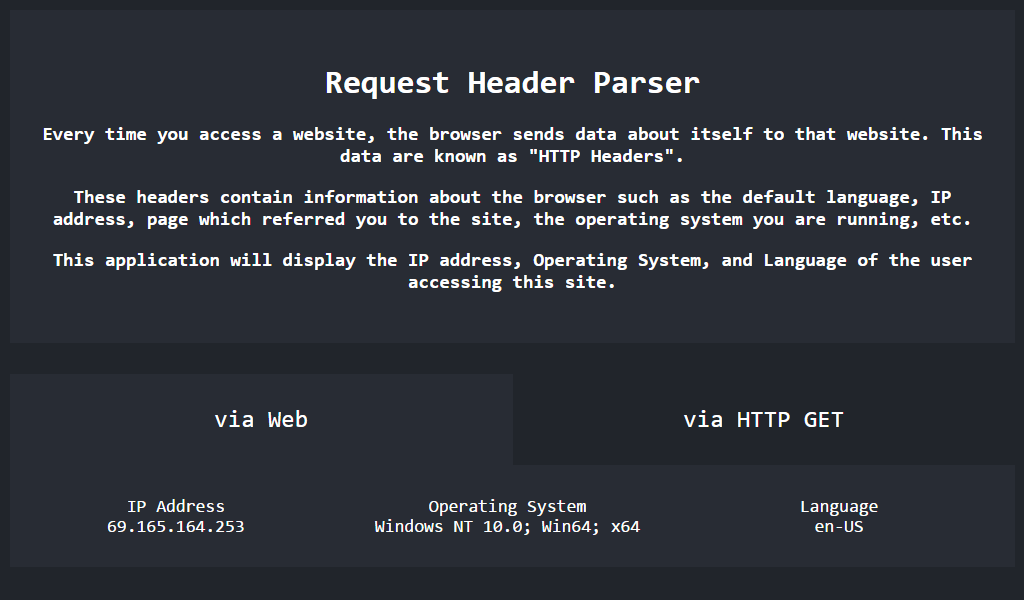 Request Header Parser
Every time you access a website, the browser sends data about itself to that website. This
data are known as "HTTP Headers".
These headers contain information about the browser such as the default language, IP
address, page which referred you to the site, the operating system you are running, etc.
This application will display the IP address, Operating System, and Language of the user
accessing this site.
via Web
via HTTP GET
IP Address
69.165.164.253
Operating System
Windows NT 10.0; Win64; x64
Language
en-US